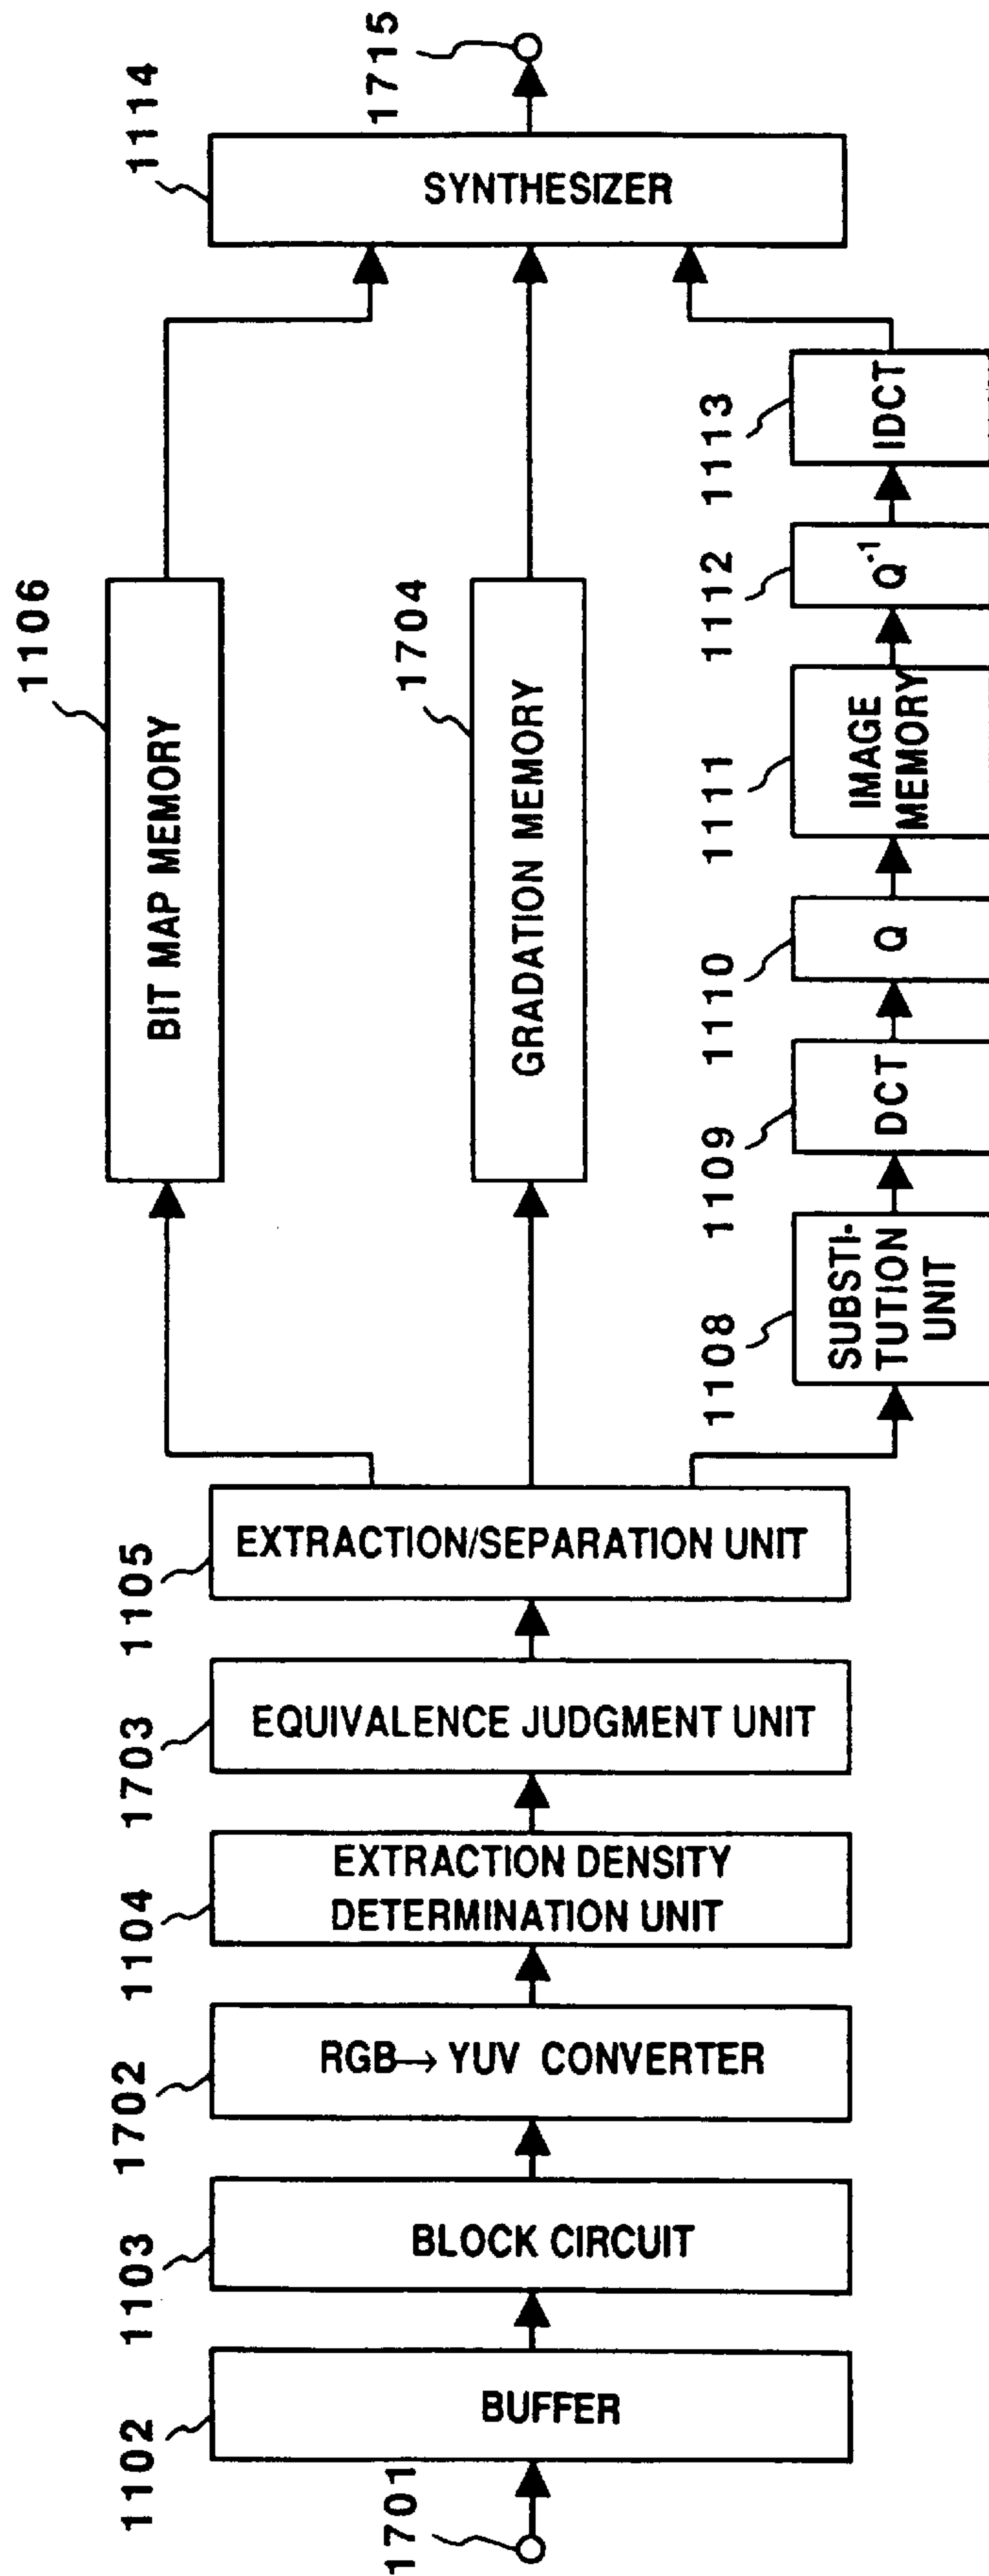 1701
1102
BUFFER
1103
BLOCK CIRCUIT
1702
RGB→ YUV CONVERTER
1104
EXTRACTION DENSITY
DETERMINATION UNIT
1703
EQUIVALENCE JUDGMENT UNIT
1105
EXTRACTION/SEPARATION UNIT
1106
BIT MAP MEMORY
1704
GRADATION MEMORY
1108
SUBSTI-
TUTION
UNIT
1109
DCT
1110
Q
1111
IMAGE
MEMORY
1112
Q-1
1113
IDCT
1114
SYNTHESIZER
1715